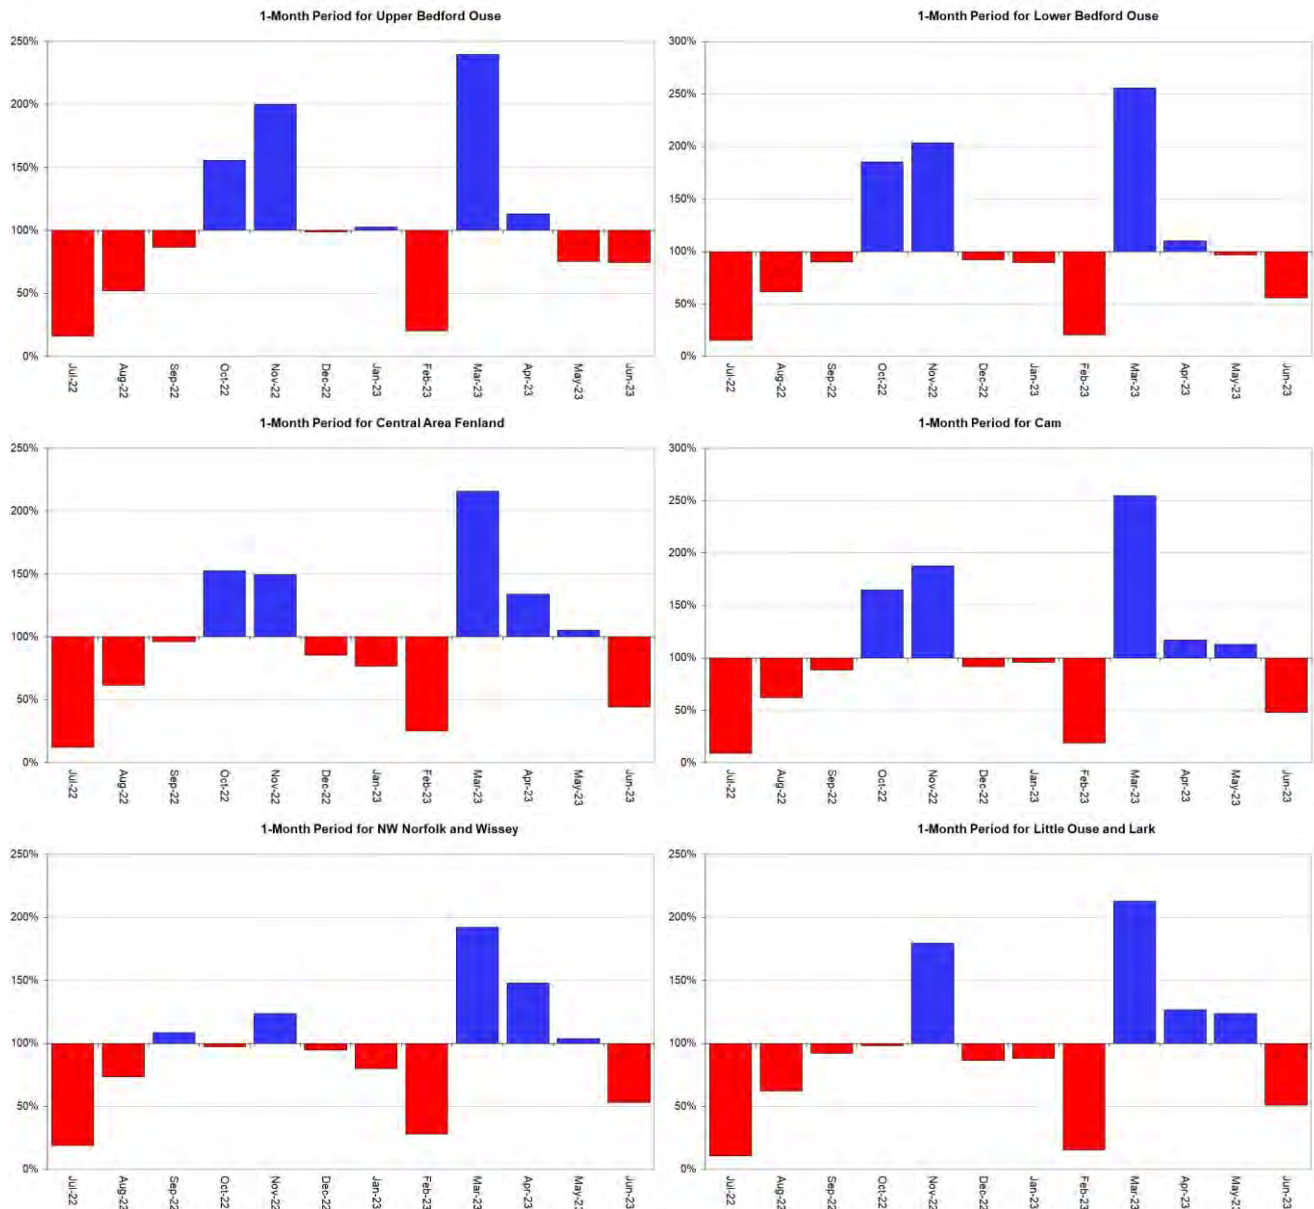 1-Month Period for Upper Bedford Ouse
250%
200%
150%
100%
50%
0%
Jul-22
Aug-22
Sep-22
Oct-22
Nov-22
Dec-22
Jan-23
Feb-23
Mar-23
Apr-23
May-23
Jun-23
1-Month Period for Lower Bedford Ouse
300%
250%
200%
150%
100%
50%
0%
Jul-22
Aug-22
Sep-22
Oct-22
Nov-22
Dec-22
Jan-23
Feb-23
Mar-23
Apr-23
May-23
Jun-23
1-Month Period for Central Area Fenland
250%
200%
150%
100%
50%
0%
Jul-22
Aug-22
Sep-22
Oct-22
Nov-22
Dec-22
Jan-23
Feb-23
Mar-23
Apr-23
May-23
Jun-23
1-Month Period for Cam
300%
250%
200%
150%
100%
50%
0%
Jul-22
Aug-22
Sep-22
Oct-22
Nov-22
Dec-22
Jan-23
Feb-23
Mar-23
Apr-23
May-23
Jun-23
1-Month Period for NW Norfolk and Wissey
250%
200%
150%
100%
50%
0%
Jul-22
Aug-22
Sep-22
Oct-22
Nov-22
Dec-22
Jan-23
Feb-23
Mar-23
Apr-23
May-23
Jun-23
1-Month Period for Little Ouse and Lark
250%
200%
150%
100%
50%
0%
Jul-22
Aug-22
Sep-22
Oct-22
Nov-22
Dec-22
Jan-23
Feb-23
Mar-23
Apr-23
May-23
Jun-23